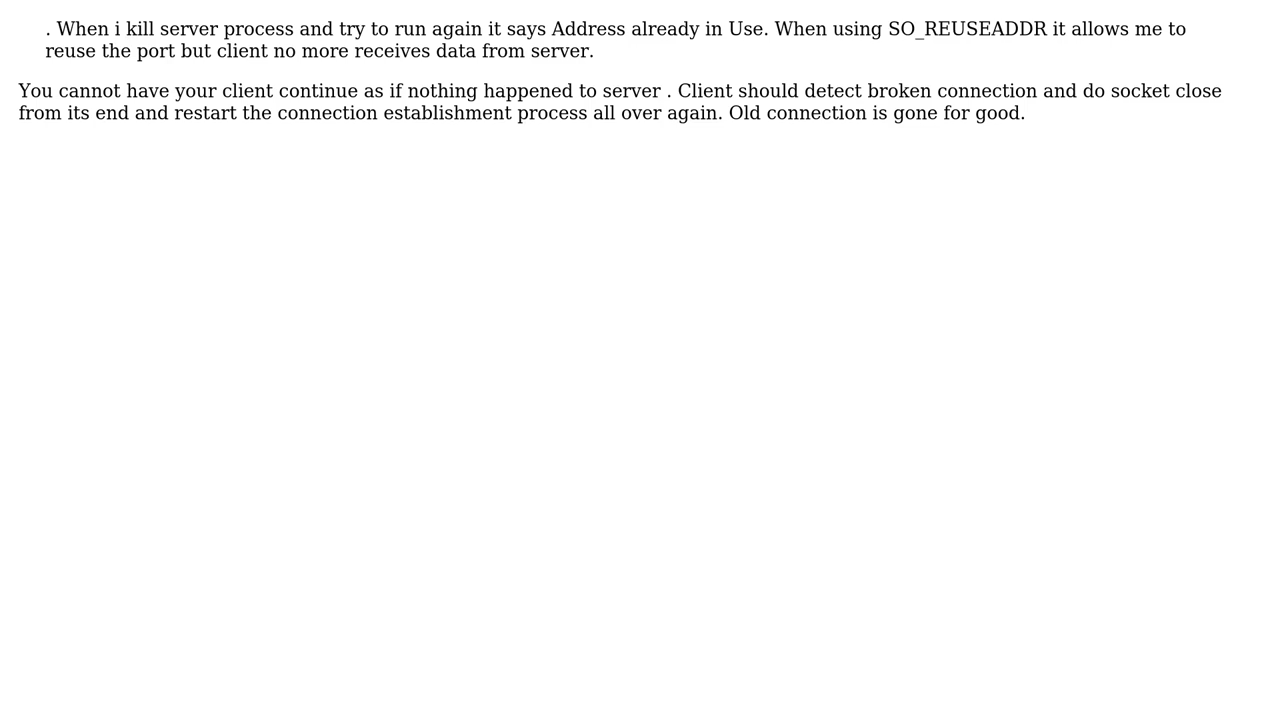 . When i kill server process and try to run again it says Address already in Use. When using SO_REUSEADDR it allows me to
reuse the port but client no more receives data from server.
You cannot have your client continue as if nothing happened to server . Client should detect broken connection and do socket close
from its end and restart the connection establishment process all over again. Old connection is gone for good.